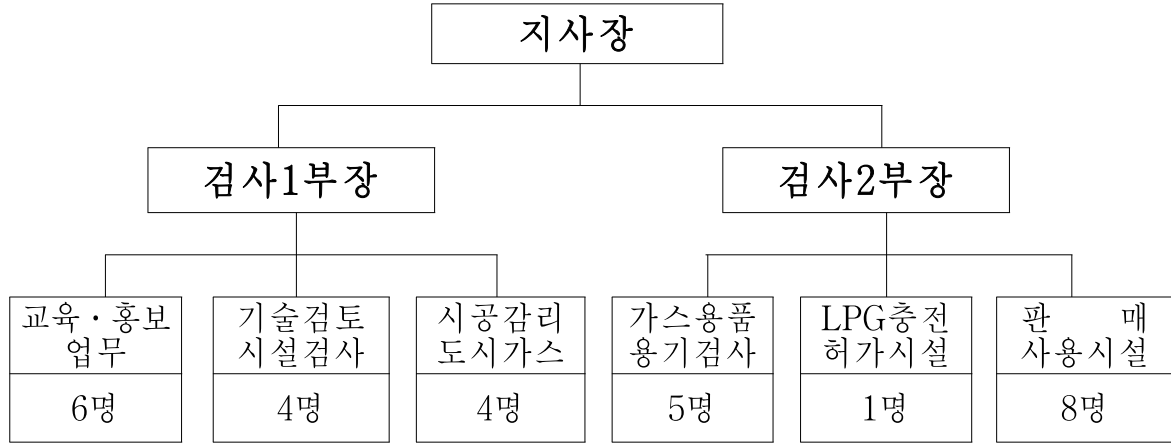 지사장
검사1부장
검사2부장
교육·홍보
업무
6명
기술검토
시설검사
4명
시공감리
도시가스
4명
가스용품
용기검사
5명
LPG충전
허가시설
1명
판 매
사용시설
8명